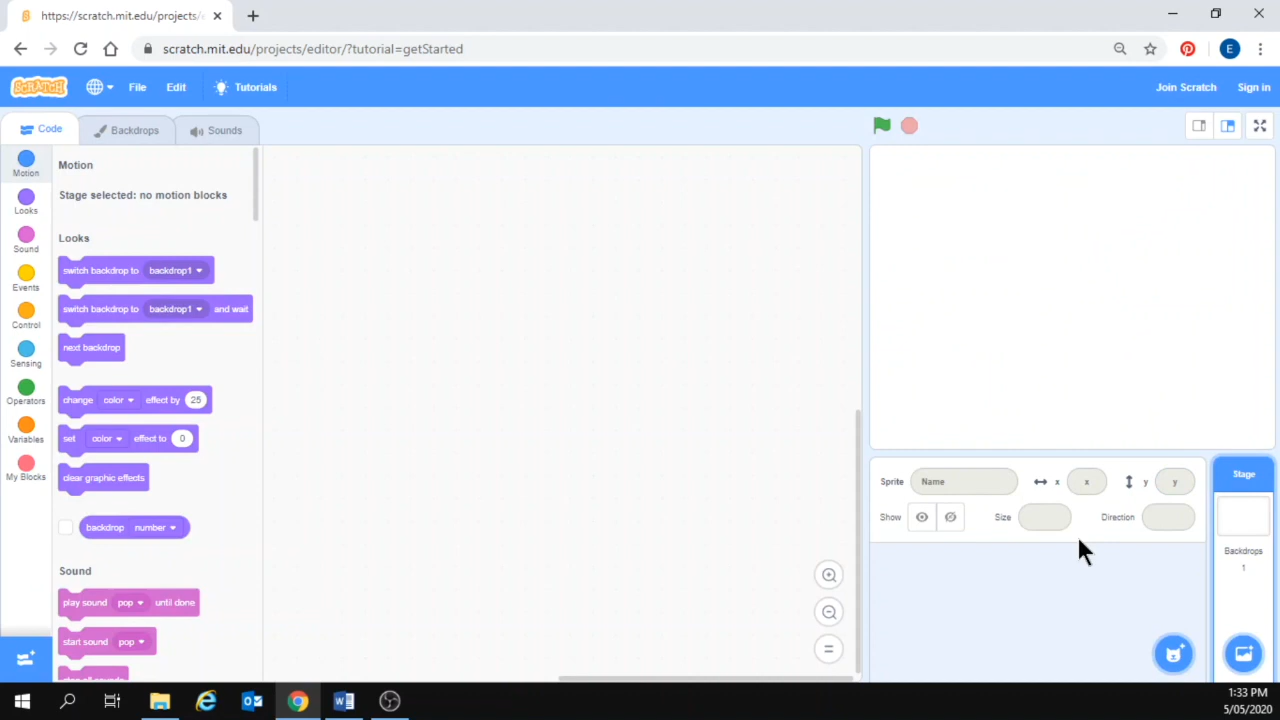 https://scratch.mit.edu/projects/
scratch.mit.edu/projects/editor/?tutorial=getStarted
E
SCRATCH
File
Edit
Tutorials
Join Scratch
Sign in
Code
Backdrops
Sounds
Motion
Looks
Sound
Events
Control
Sensing
Operators
Variables
My Blocks
Motion
Stage selected: no motion blocks
Looks
switch backdrop to backdrop1
switch backdrop to backdrop1 and wait
next backdrop
change color effect by 25
set color effect to 0
clear graphic effects
backdrop number
Sound
play sound pop until done
start sound pop
stop all sounds
Sprite Name x x y y
Show Size Direction
Stage
Backdrops
1
1:33 PM
5/05/2020